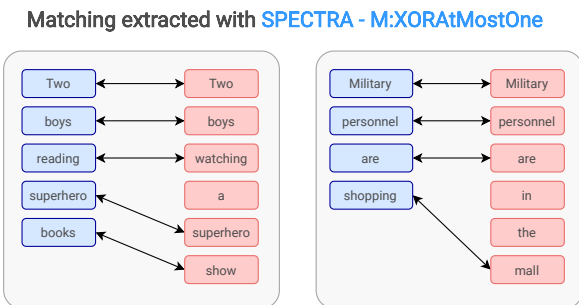 Matching extracted with SPECTRA - M:XORAtMostOne
Two Two
boys boys
reading watching
superhero a
books superhero
show
Military Military
personnel personnel
are are
shopping in
the
mall